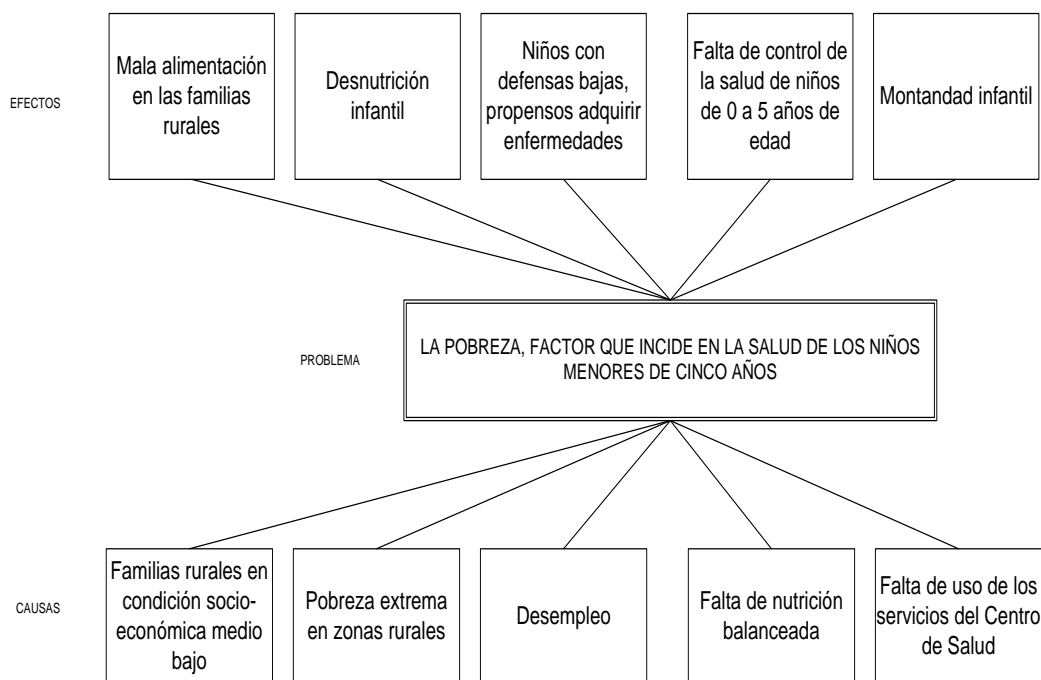 EFECTOS
Mala alimentación
en las familias
rurales
Desnutrición
infantil
Niños con
defensas bajas,
propensos adquirir
enfermedades
Falta de control de
la salud de niños
de 0 a 5 años de
edad
Montandad infantil
PROBLEMA
LA POBREZA, FACTOR QUE INCIDE EN LA SALUD DE LOS NIÑOS
MENORES DE CINCO AÑOS
CAUSAS
Familias rurales en
condición socio-
económica medio
bajo
Pobreza extrema
en zonas rurales
Desempleo
Falta de nutrición
balanceada
Falta de uso de los
servicios del Centro
de Salud